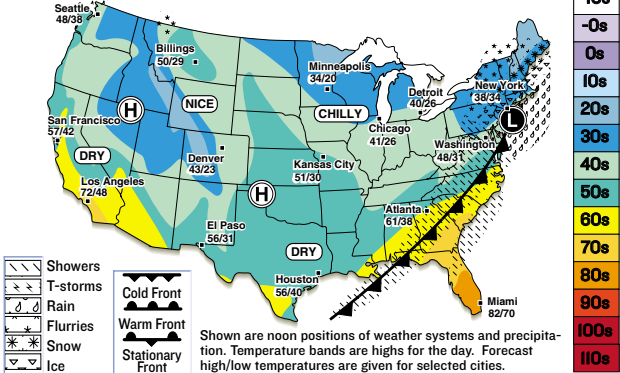 Seattle
48/38
Billings
50/29
Minneapolis
34/20
Detroit
40/26
New York
38/34
H
NICE
CHILLY
L
San Francisco
57/42
Chicago
41/26
Washington
48/31
DRY
Denver
43/23
Kansas City
51/30
Los Angeles
72/48
H
Atlanta
61/38
El Paso
56/31
DRY
Houston
56/40
Miami
82/70
Showers
T-storms
Rain
Flurries
Snow
Ice
Cold Front
Warm Front
Stationary
Front
Shown are noon positions of weather systems and precipita-
tion. Temperature bands are highs for the day. Forecast
high/low temperatures are given for selected cities.
-0s
0s
10s
20s
30s
40s
50s
60s
70s
80s
90s
100s
110s